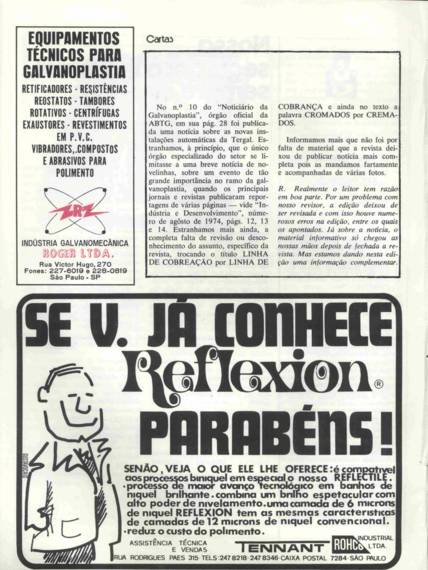 EQUIPAMENTOS
TÉCNICOS PARA
GALVANOPLASTIA
RETIFICADORES - RESISTÊNCIAS
REOSTATOS - TAMBORES
ROTATIVOS - CENTRÍFUGAS
EXAUSTORES - REVESTIMENTOS
EM P.V.C.
VIBRADORES, COMPOSTOS
E ABRASIVOS PARA
POLIMENTO
INDÚSTRIA GALVANOMECÂNICA
ROGER LTDA.
Rua Victor Hugo, 270
Fones: 227-6019 e 228-0819
São Paulo - SP
Cartas
No n.º 10 do "Noticiário da
Galvanoplastia", órgão oficial da
ABTG, em sua pág. 28 foi publica-
da uma notícia sobre as novas ins-
talações automáticas da Tergal. Es-
tranhamos, a princípio, que o único
órgão especializado do setor se li-
mitasse a uma breve notícia de no-
velinhas, sobre um evento de tão
grande importância no ramo da gal-
vanoplastia, quando os principais
jornais e revistas publicaram repor-
tagem de várias páginas — vide "In-
dústria e Desenvolvimento", núme-
ro de agosto de 1974, págs. 12, 13
e 14. Estranhamos mais ainda, a
completa falta de revisão ou desco-
nhecimento do assunto, específico da
revista, trocando o título LINHA
DE COBREAÇÃO por LINHA DE
COBRANÇA e ainda no texto a
palavra CROMADOS por CREMA-
DOS.
Informamos mais que não foi por
falta de material que a revista dei-
xou de publicar notícia mais com-
pleta pois as mandamos fartamente
e acompanhadas de várias fotos.
R. Realmente o leitor tem razão
em boa parte. Por um problema com
nosso revisor, a edição deixou de
ser revisada e com isso houve nume-
rosos erros na edição, entre os quais
os apontados. Já sobre a notícia, o
material informativo só chegou as
nossas mãos depois de fechada a re-
vista. Mas estamos dando nesta edi-
ção uma informação complementar.
SE V. JÁ CONHECE
Reflexion®
PARABÉNS!
SENÃO, VEJA O QUE ELE LHE OFERECE: é compatível
aos processos biniquel em especial o nosso REFLECTILE.
•processo de maior avanço tecnológico em banhos de
niquel brilhante. combina um brilho espetacular com
alto poder de nivelamento. uma camada de 6 microns
de niquel REFLEXION tem as mesmas caracteristicas
de camadas de 12 microns de niquel convencional.
•reduz o custo do polimento.
ASSISTÊNCIA TÉCNICA
E VENDAS
TENNANT ROHCO INDUSTRIAL
LTDA.
RUA RODRIGUES PAES 315 TELS: 247 8218 · 247 8346 CAIXA POSTAL 7284 · SÃO PAULO